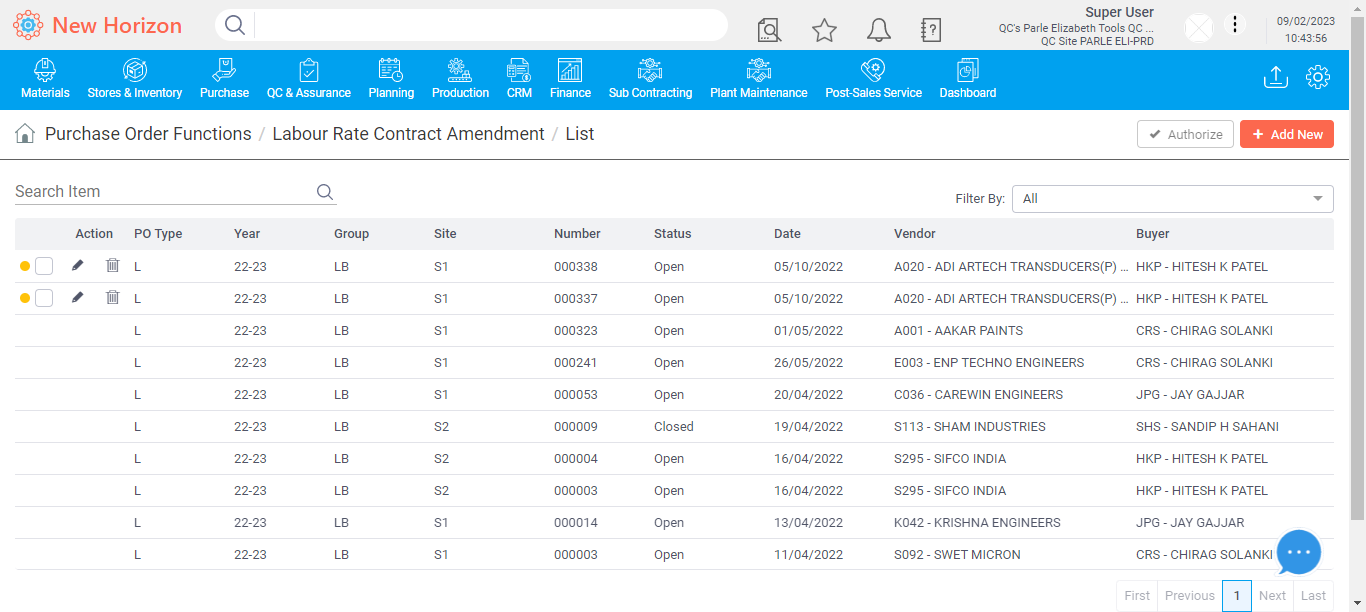 New Horizon
Super User
QC's Parle Elizabeth Tools QC ...
QC Site PARLE ELI-PRD
09/02/2023
10:43:56
Materials Stores & Inventory Purchase QC & Assurance Planning Production CRM Finance Sub Contracting Plant Maintenance Post-Sales Service Dashboard
Purchase Order Functions / Labour Rate Contract Amendment / List Authorize + Add New
Search Item
Filter By: All
Action PO Type Year Group Site Number Status Date Vendor Buyer
L 22-23 LB S1 000338 Open 05/10/2022 A020 - ADI ARTECH TRANSDUCERS(P) ... HKP - HITESH K PATEL
L 22-23 LB S1 000337 Open 05/10/2022 A020 - ADI ARTECH TRANSDUCERS(P) ... HKP - HITESH K PATEL
L 22-23 LB S1 000323 Open 01/05/2022 A001 - AAKAR PAINTS CRS - CHIRAG SOLANKI
L 22-23 LB S1 000241 Open 26/05/2022 E003 - ENP TECHNO ENGINEERS CRS - CHIRAG SOLANKI
L 22-23 LB S1 000053 Open 20/04/2022 C036 - CAREWIN ENGINEERS JPG - JAY GAJJAR
L 22-23 LB S2 000009 Closed 19/04/2022 S113 - SHAM INDUSTRIES SHS - SANDIP H SAHANI
L 22-23 LB S2 000004 Open 16/04/2022 S295 - SIFCO INDIA HKP - HITESH K PATEL
L 22-23 LB S2 000003 Open 16/04/2022 S295 - SIFCO INDIA HKP - HITESH K PATEL
L 22-23 LB S1 000014 Open 13/04/2022 K042 - KRISHNA ENGINEERS JPG - JAY GAJJAR
L 22-23 LB S1 000003 Open 11/04/2022 S092 - SWET MICRON CRS - CHIRAG SOLANKI
First Previous 1 Next Last